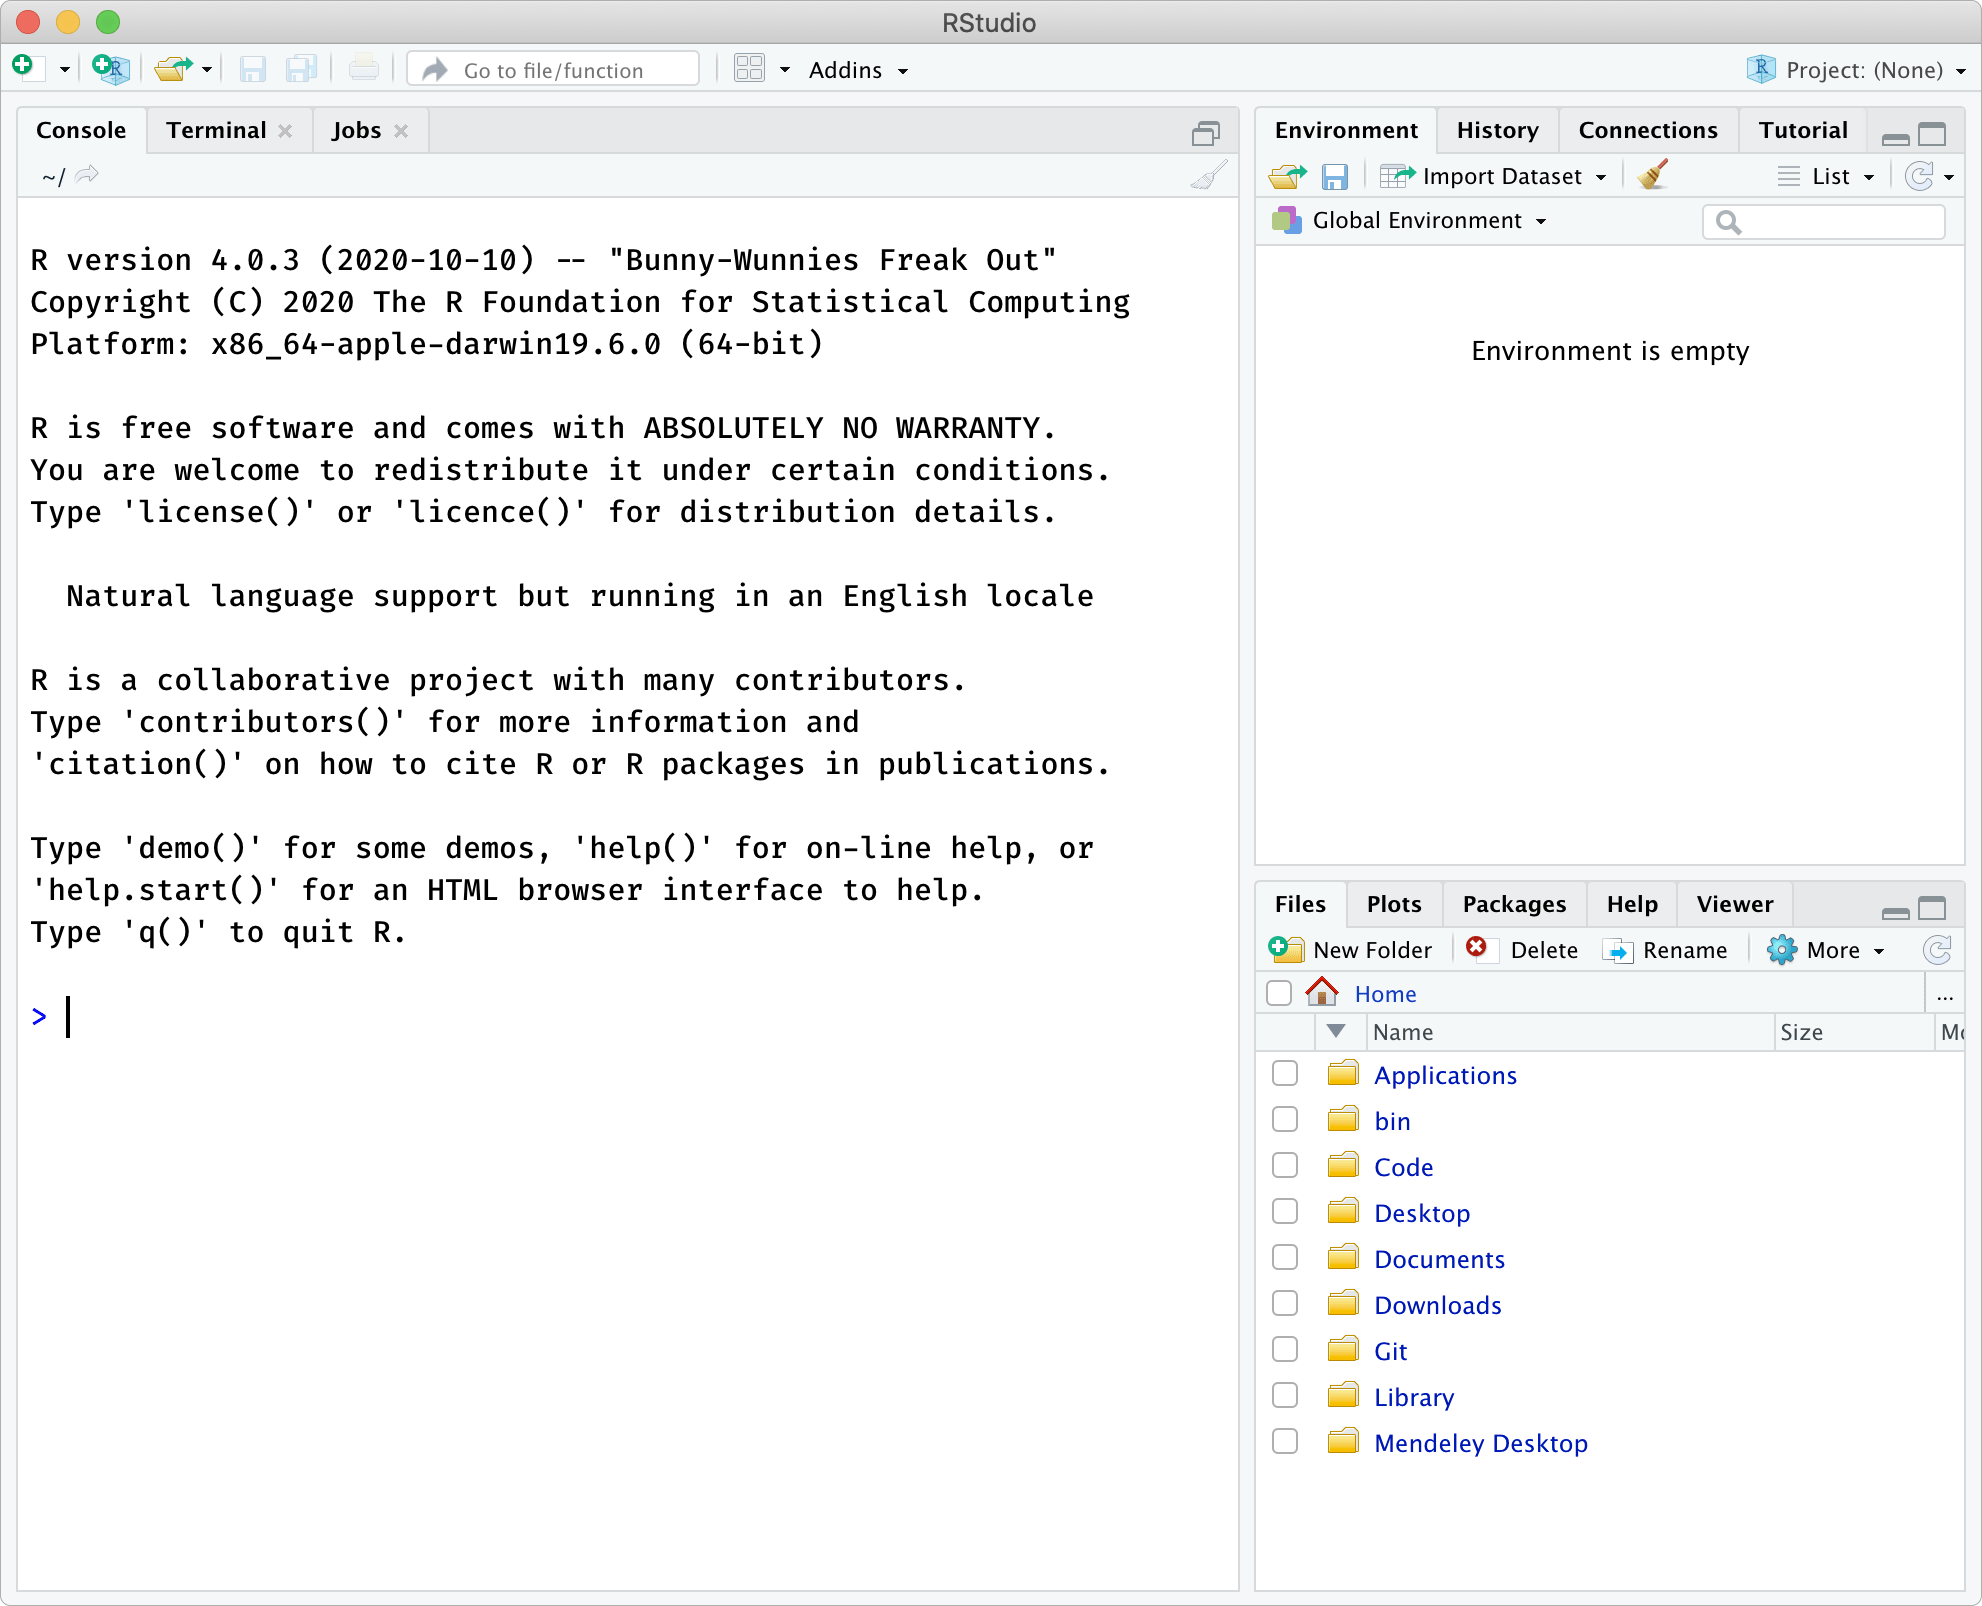 RStudio
Go to file/function
Addins
Project: (None)
Console Terminal Jobs
~/
R version 4.0.3 (2020-10-10) -- "Bunny-Wunnies Freak Out"
Copyright (C) 2020 The R Foundation for Statistical Computing
Platform: x86_64-apple-darwin19.6.0 (64-bit)
R is free software and comes with ABSOLUTELY NO WARRANTY.
You are welcome to redistribute it under certain conditions.
Type 'license()' or 'licence()' for distribution details.
Natural language support but running in an English locale
R is a collaborative project with many contributors.
Type 'contributors()' for more information and
'citation()' on how to cite R or R packages in publications.
Type 'demo()' for some demos, 'help()' for on-line help, or
'help.start()' for an HTML browser interface to help.
Type 'q()' to quit R.
>
Environment History Connections Tutorial
Import Dataset List
Global Environment
Environment is empty
Files Plots Packages Help Viewer
New Folder Delete Rename More
Home ...
Name Size
Applications
bin
Code
Desktop
Documents
Downloads
Git
Library
Mendeley Desktop